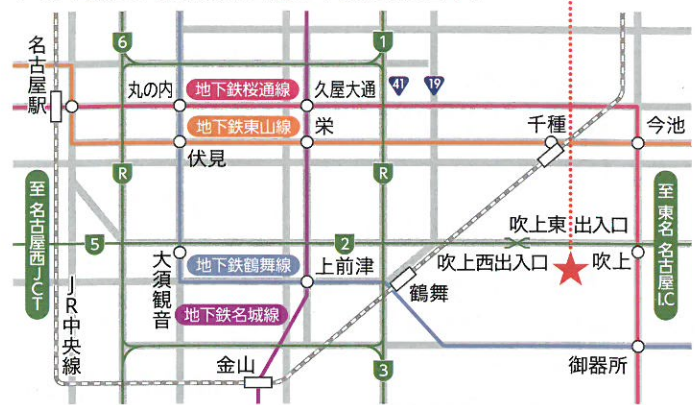 6
1
名古屋駅
丸の内
地下鉄桜通線
久屋大通
41
19
地下鉄東山線
栄
千種
今池
伏見
R
R
至 名古屋西JCT
至 東名 名古屋I.C
吹上東 出入口
5
2
大須観音
地下鉄鶴舞線
上前津
吹上西出入口
吹上
鶴舞
JR中央線
地下鉄名城線
金山
3
御器所